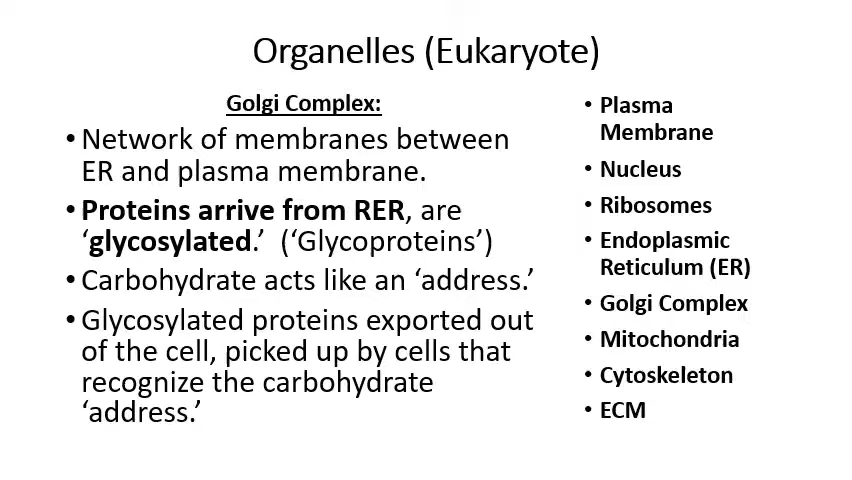 Organelles (Eukaryote)
Golgi Complex:
• Network of membranes between
ER and plasma membrane.
• Proteins arrive from RER, are
‘glycosylated.’ (‘Glycoproteins’)
• Carbohydrate acts like an ‘address.’
• Glycosylated proteins exported out
of the cell, picked up by cells that
recognize the carbohydrate
‘address.’
• Plasma
Membrane
• Nucleus
• Ribosomes
• Endoplasmic
Reticulum (ER)
• Golgi Complex
• Mitochondria
• Cytoskeleton
• ECM